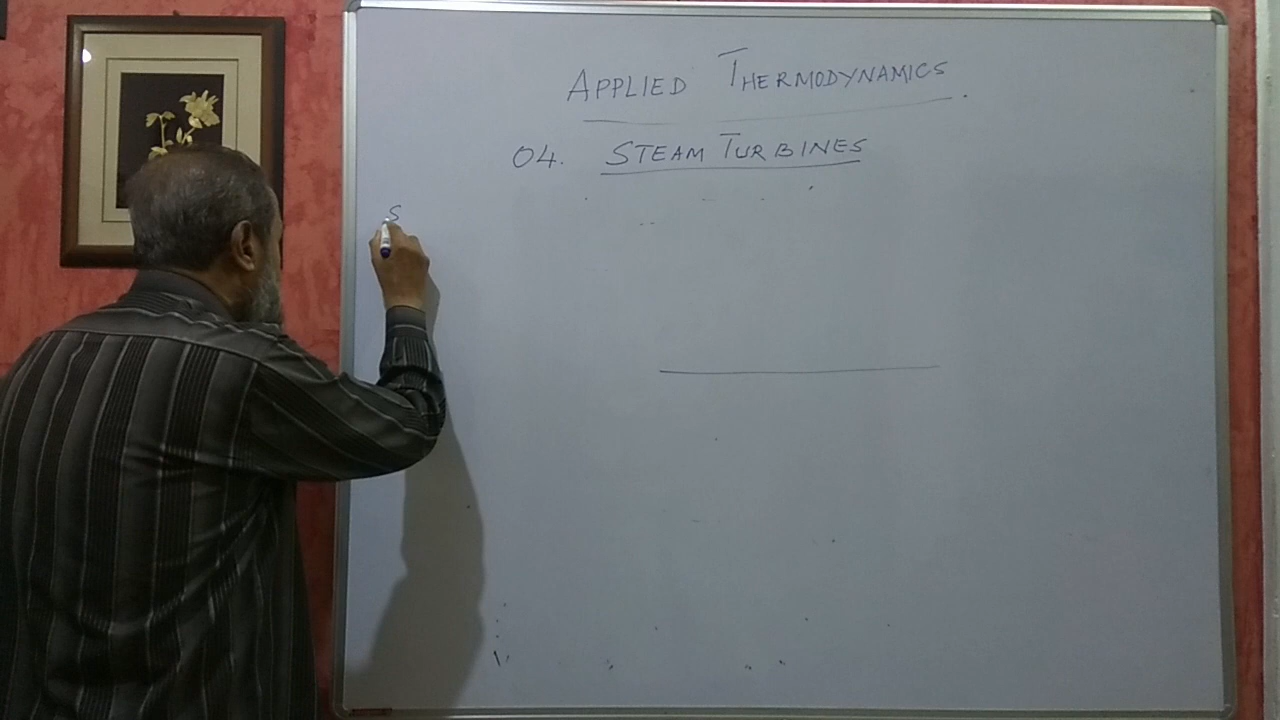 APPLIED THERMODYNAMICS.
04. STEAM TURBINES
S